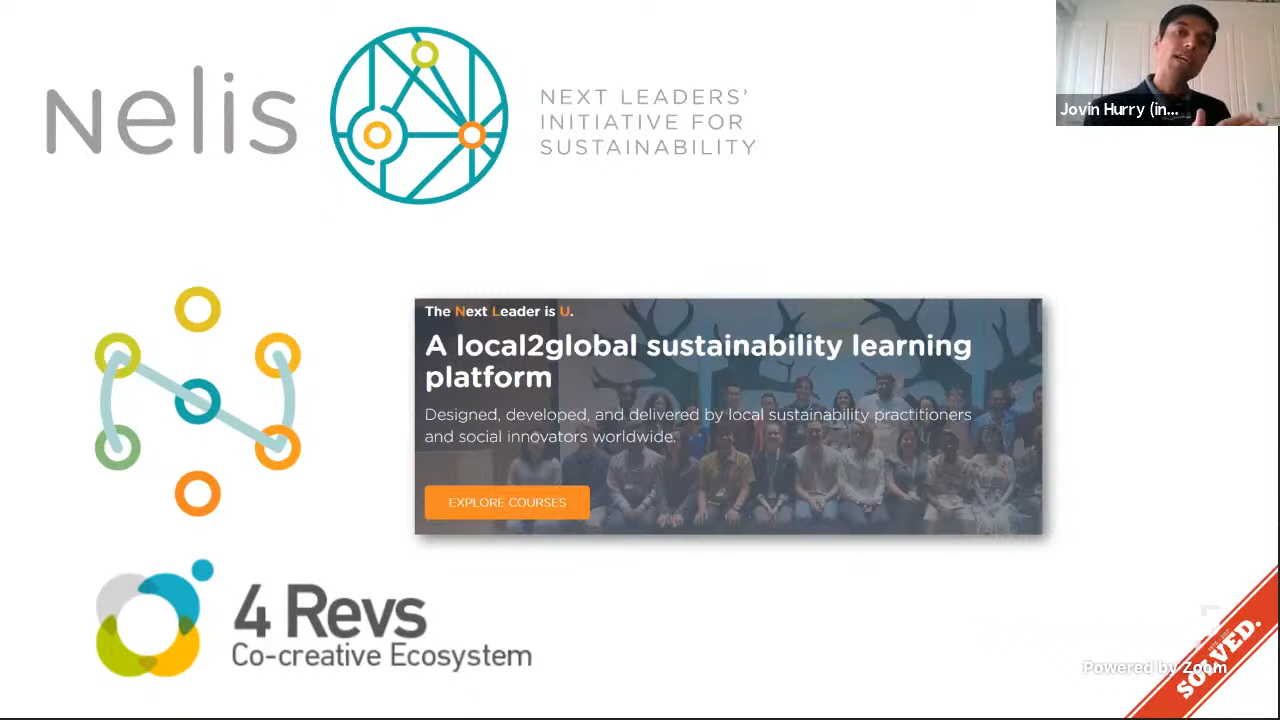 Nelis
NEXT LEADERS'
INITIATIVE FOR
SUSTAINABILITY
Jovin Hurry (in...
The Next Leader is U.
A local2global sustainability learning
platform
Designed, developed, and delivered by local sustainability practitioners
and social innovators worldwide.
EXPLORE COURSES
4 Revs
Co-creative Ecosystem
Powered by Zoom
SOLVED.